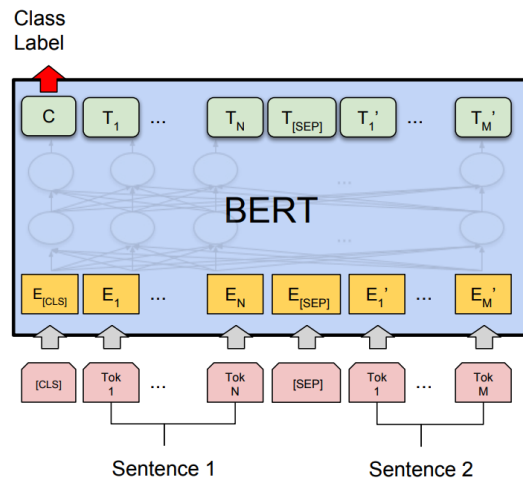 Class
Label
C T1 ... TN T[SEP] T1' ... TM'
...
BERT
...
E[CLS] E1 ... EN E[SEP] E1' ... EM'
[CLS] Tok 1 ... Tok N [SEP] Tok 1 ... Tok M
Sentence 1 Sentence 2